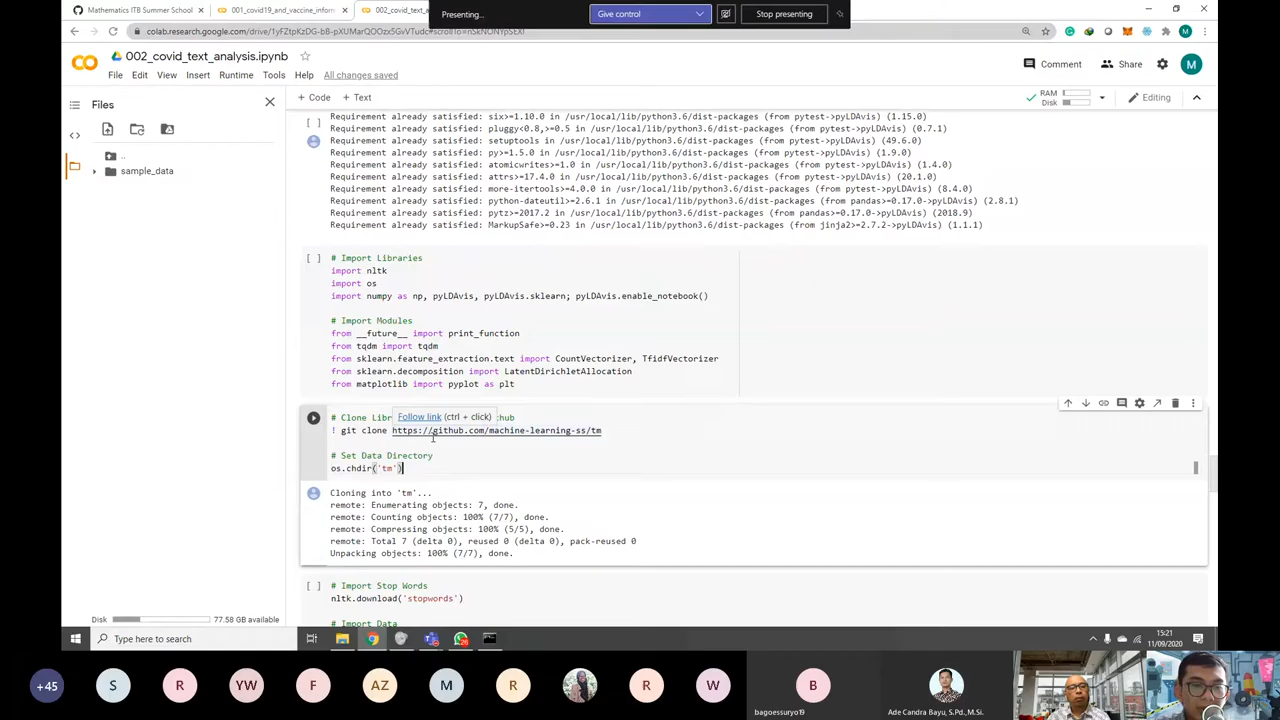 Mathematics ITB Summer School
001_covid19_and_vaccine_inform
002_covid_text_a
Presenting...
Give control
Stop presenting
002_covid_text_analysis.ipynb
File Edit View Insert Runtime Tools Help All changes saved
Comment
Share
M
Files
+ Code + Text
RAM
Disk
Editing
..
sample_data
Requirement already satisfied: six>=1.10.0 in /usr/local/lib/python3.6/dist-packages (from pytest->pyLDAvis) (1.15.0)
Requirement already satisfied: pluggy<0.8,>=0.5 in /usr/local/lib/python3.6/dist-packages (from pytest->pyLDAvis) (0.7.1)
Requirement already satisfied: setuptools in /usr/local/lib/python3.6/dist-packages (from pytest->pyLDAvis) (49.6.0)
Requirement already satisfied: py>=1.5.0 in /usr/local/lib/python3.6/dist-packages (from pytest->pyLDAvis) (1.9.0)
Requirement already satisfied: atomicwrites>=1.0 in /usr/local/lib/python3.6/dist-packages (from pytest->pyLDAvis) (1.4.0)
Requirement already satisfied: attrs>=17.4.0 in /usr/local/lib/python3.6/dist-packages (from pytest->pyLDAvis) (20.1.0)
Requirement already satisfied: more-itertools>=4.0.0 in /usr/local/lib/python3.6/dist-packages (from pytest->pyLDAvis) (8.4.0)
Requirement already satisfied: python-dateutil>=2.6.1 in /usr/local/lib/python3.6/dist-packages (from pandas>=0.17.0->pyLDAvis) (2.8.1)
Requirement already satisfied: pytz>=2017.2 in /usr/local/lib/python3.6/dist-packages (from pandas>=0.17.0->pyLDAvis) (2018.9)
Requirement already satisfied: MarkupSafe>=0.23 in /usr/local/lib/python3.6/dist-packages (from jinja2>=2.7.2->pyLDAvis) (1.1.1)
[ ] # Import Libraries
import nltk
import os
import numpy as np, pyLDAvis, pyLDAvis.sklearn; pyLDAvis.enable_notebook()
# Import Modules
from __future__ import print_function
from tqdm import tqdm
from sklearn.feature_extraction.text import CountVectorizer, TfidfVectorizer
from sklearn.decomposition import LatentDirichletAllocation
from matplotlib import pyplot as plt
# Clone Libr
Follow link (ctrl + click)
hub
! git clone https://github.com/machine-learning-ss/tm
# Set Data Directory
os.chdir('tm')
Cloning into 'tm'...
remote: Enumerating objects: 7, done.
remote: Counting objects: 100% (7/7), done.
remote: Compressing objects: 100% (5/5), done.
remote: Total 7 (delta 0), reused 0 (delta 0), pack-reused 0
Unpacking objects: 100% (7/7), done.
[ ] # Import Stop Words
nltk.download('stopwords')
# Import Data
Disk
77.58 GB available
Type here to search
15:21
11/09/2020
+45
S
R
YW
F
AZ
M
R
R
W
B
bagoessuryo19
Ade Candra Bayu, S.Pd.,M.Si.